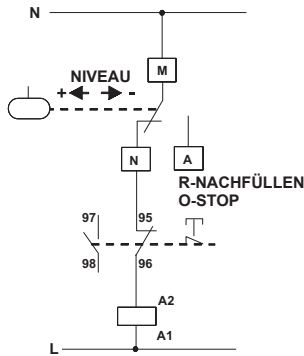 N
M
NIVEAU
+ -
N
A
R-NACHFÜLLEN
O-STOP
97 95
98 96
A2
A1
L